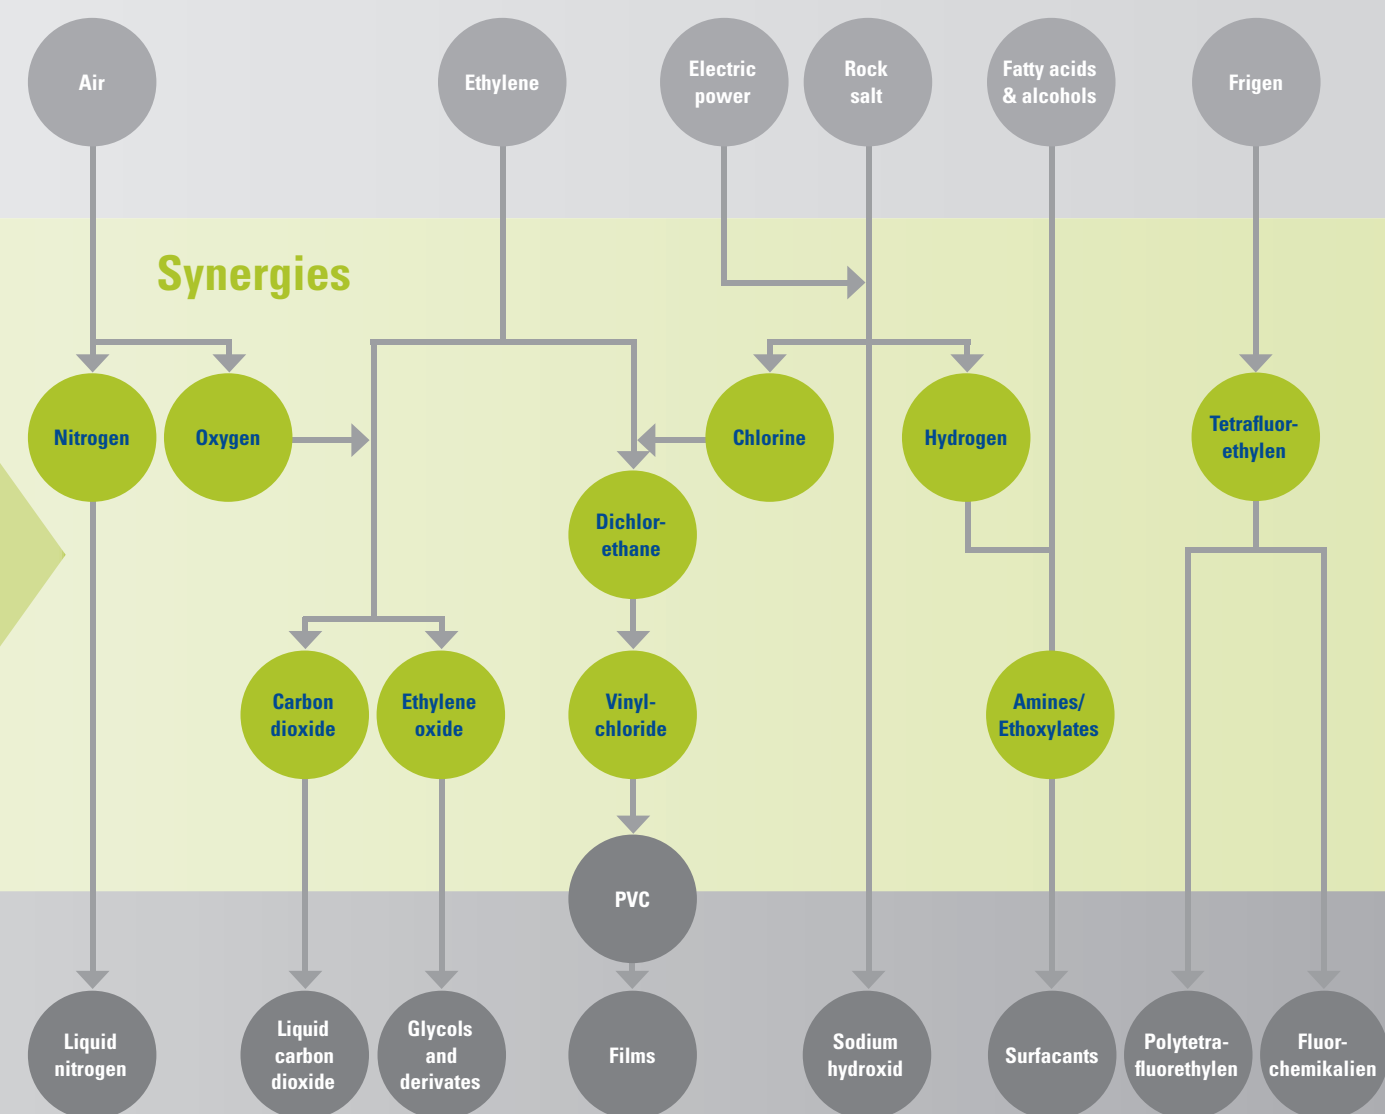 Air
Ethylene
Electric
power
Rock
salt
Fatty acids
& alcohols
Frigen
Synergies
Nitrogen
Oxygen
Chlorine
Hydrogen
Tetrafluor-
ethylen
Dichlor-
ethane
Carbon
dioxide
Ethylene
oxide
Vinyl-
chloride
Amines/
Ethoxylates
PVC
Liquid
nitrogen
Liquid
carbon
dioxide
Glycols
and
derivates
Films
Sodium
hydroxid
Surfacants
Polytetra-
fluorethylen
Fluor-
chemikalien